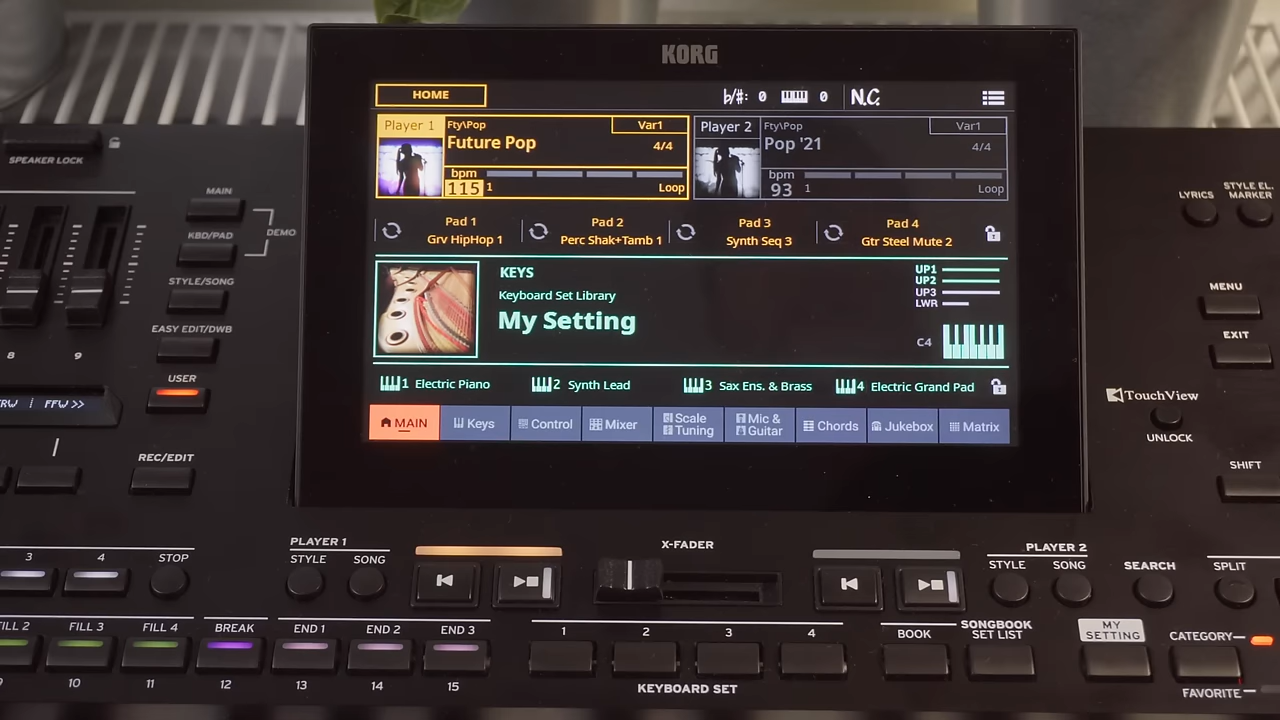 KORG
HOME
b/#: 0
0
N.C.
Player 1
Fty\Pop
Var1
Future Pop
4/4
bpm
115
1
Loop
Player 2
Fty\Pop
Var1
Pop '21
4/4
bpm
93
1
Loop
Pad 1
Grv HipHop 1
Pad 2
Perc Shak+Tamb 1
Pad 3
Synth Seq 3
Pad 4
Gtr Steel Mute 2
KEYS
Keyboard Set Library
My Setting
UP1
UP2
UP3
LWR
C4
1 Electric Piano
2 Synth Lead
3 Sax Ens. & Brass
4 Electric Grand Pad
MAIN
Keys
Control
Mixer
Scale
Tuning
Mic &
Guitar
Chords
Jukebox
Matrix
SPEAKER LOCK
MAIN
KBD/PAD
DEMO
STYLE/SONG
EASY EDIT/DWB
8
9
USER
FFW >>
REC/EDIT
LYRICS
STYLE EL.
MARKER
MENU
EXIT
TouchView
UNLOCK
SHIFT
3
4
STOP
PLAYER 1
STYLE
SONG
X-FADER
PLAYER 2
STYLE
SONG
SEARCH
SPLIT
FILL 2
FILL 3
FILL 4
BREAK
END 1
END 2
END 3
10
11
12
13
14
15
1
2
3
4
KEYBOARD SET
BOOK
SONGBOOK
SET LIST
MY
SETTING
CATEGORY
FAVORITE